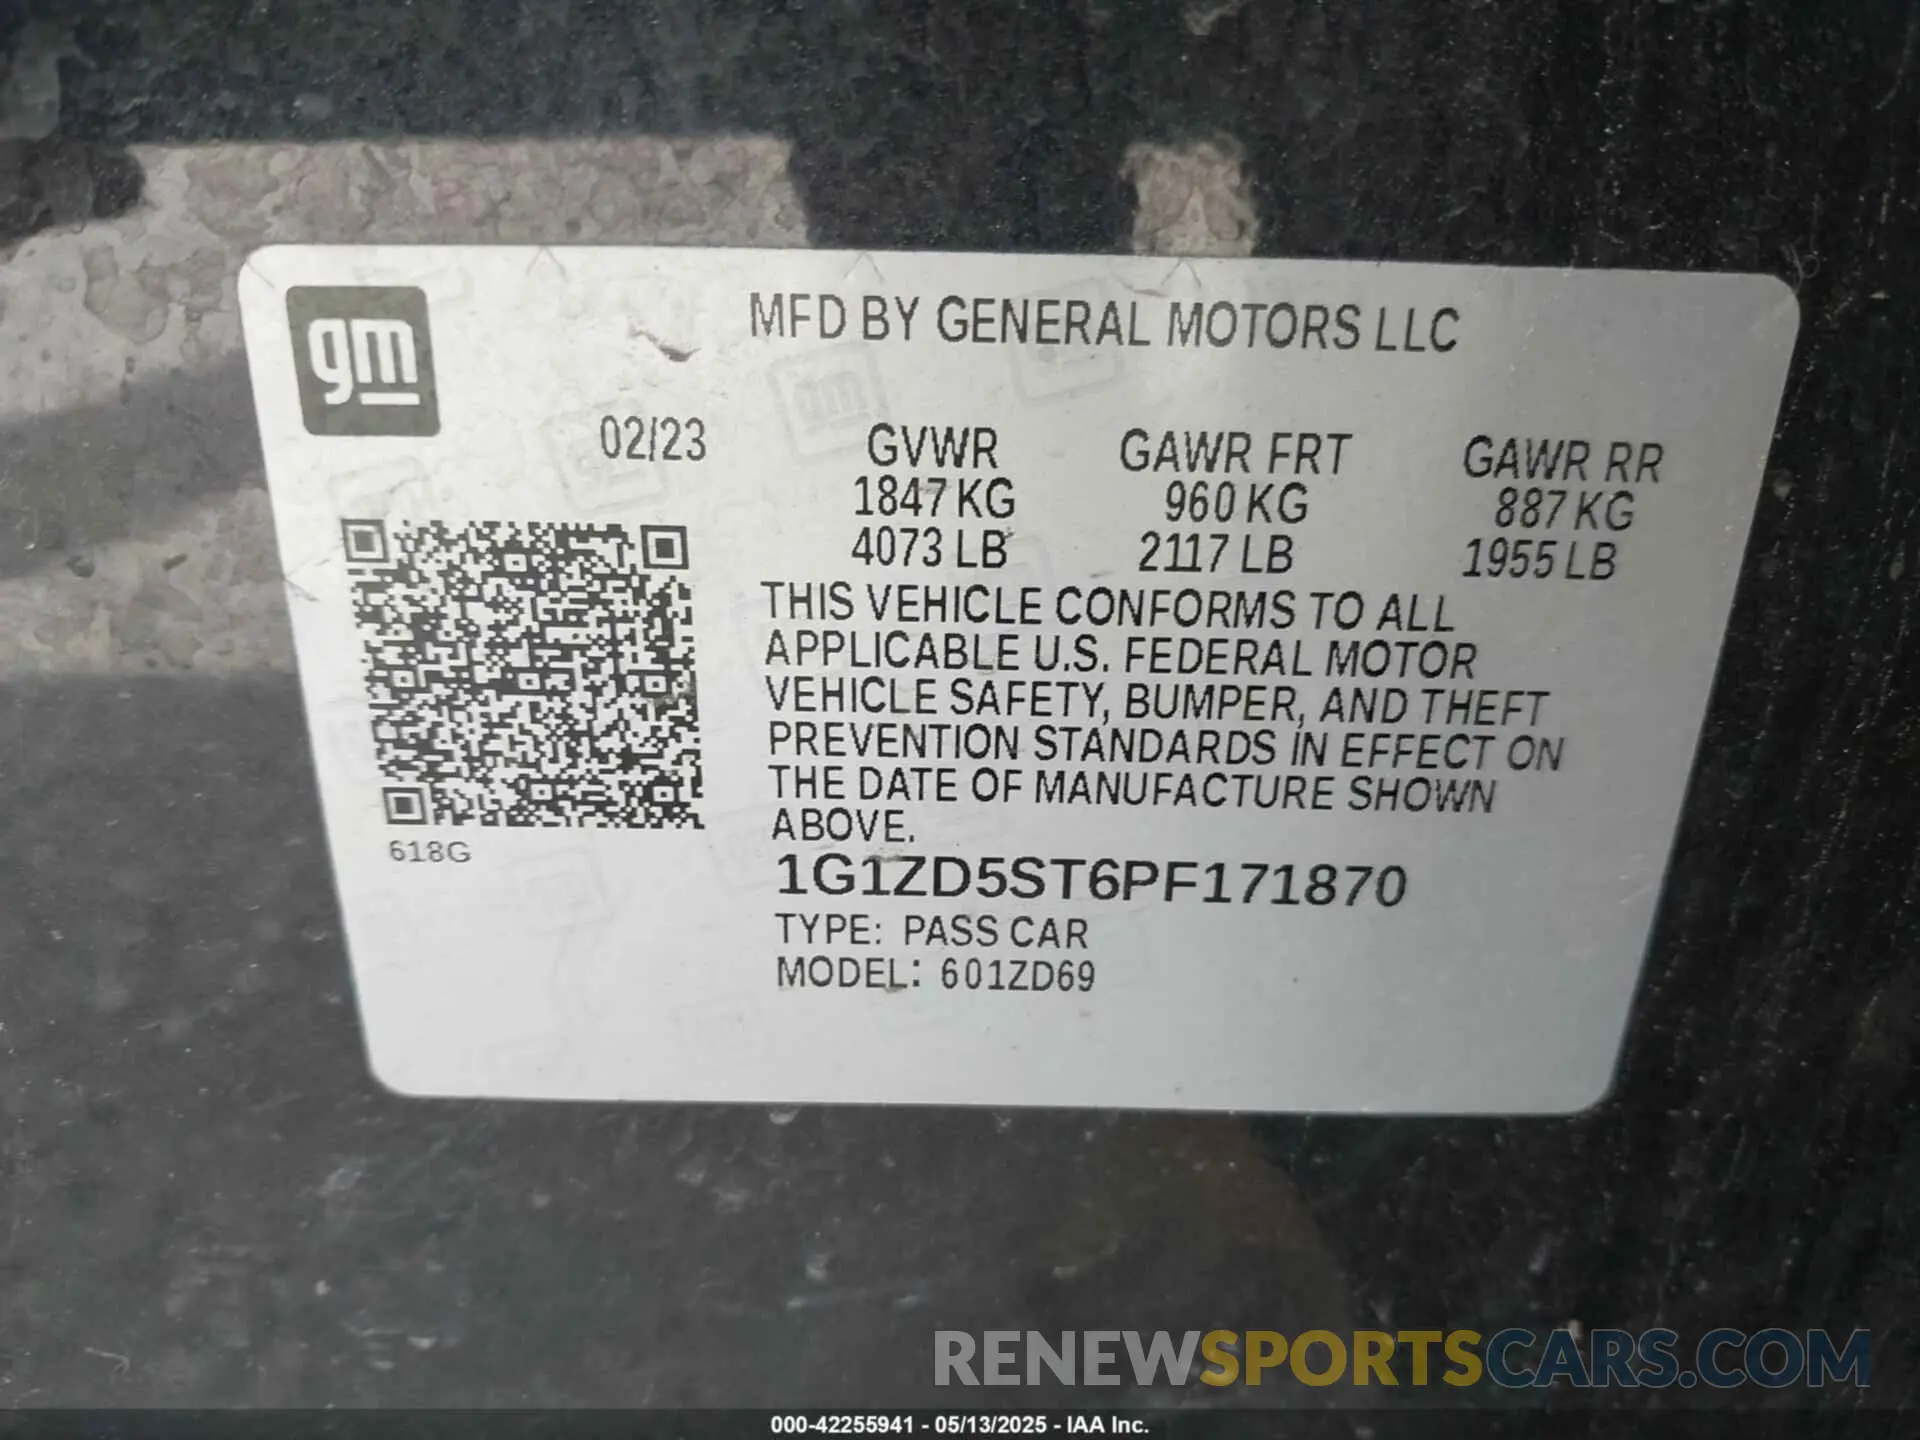 gm
MFD BY GENERAL MOTORS LLC
02/23
GVWR GAWR FRT GAWR RR
1847 KG 960 KG 887 KG
4073 LB 2117 LB 1955 LB
THIS VEHICLE CONFORMS TO ALL
APPLICABLE U.S. FEDERAL MOTOR
VEHICLE SAFETY, BUMPER, AND THEFT
PREVENTION STANDARDS IN EFFECT ON
THE DATE OF MANUFACTURE SHOWN
ABOVE.
618G
1G1ZD5ST6PF171870
TYPE: PASS CAR
MODEL: 601ZD69
RENEWSPORTSCARS.COM
000-42255941 - 05/13/2025 - IAA Inc.